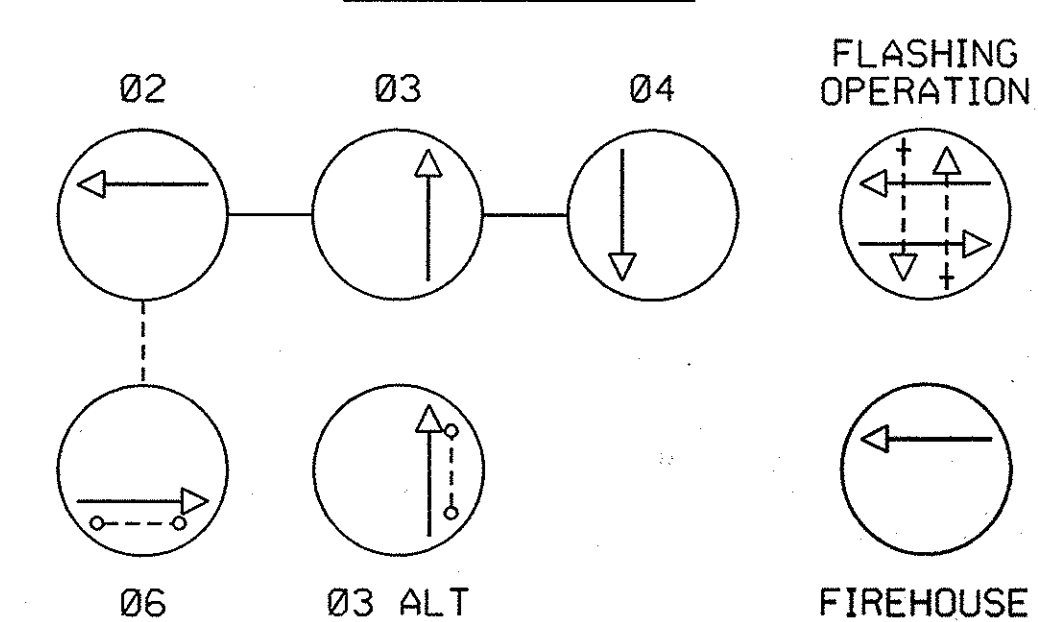 Ø2
Ø3
Ø4
FLASHING
OPERATION
Ø6
Ø3 ALT
FIREHOUSE